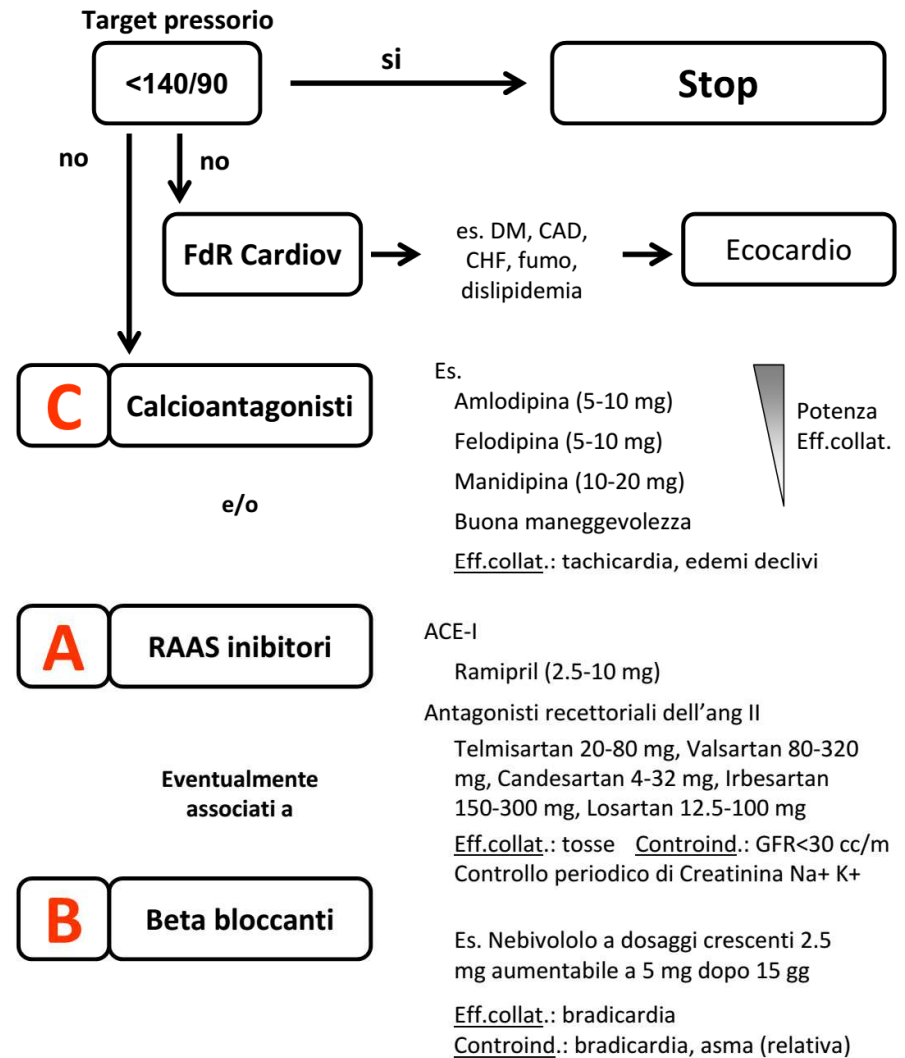 Target pressorio
<140/90
si
Stop
no
no
FdR Cardiov
es. DM, CAD,
CHF, fumo,
dislipidemia
Ecocardio
C
Calcioantagonisti
Es.
Amlodipina (5-10 mg)
Felodipina (5-10 mg)
Manidipina (10-20 mg)
Buona maneggevolezza
Eff.collat.: tachicardia, edemi declivi
Potenza
Eff.collat.
e/o
A
RAAS inibitori
ACE-I
Ramipril (2.5-10 mg)
Antagonisti recettoriali dell’ang II
Telmisartan 20-80 mg, Valsartan 80-320
mg, Candesartan 4-32 mg, Irbesartan
150-300 mg, Losartan 12.5-100 mg
Eff.collat.: tosse Controind.: GFR<30 cc/m
Controllo periodico di Creatinina Na+ K+
Eventualmente
associati a
B
Beta bloccanti
Es. Nebivololo a dosaggi crescenti 2.5
mg aumentabile a 5 mg dopo 15 gg
Eff.collat.: bradicardia
Controind.: bradicardia, asma (relativa)